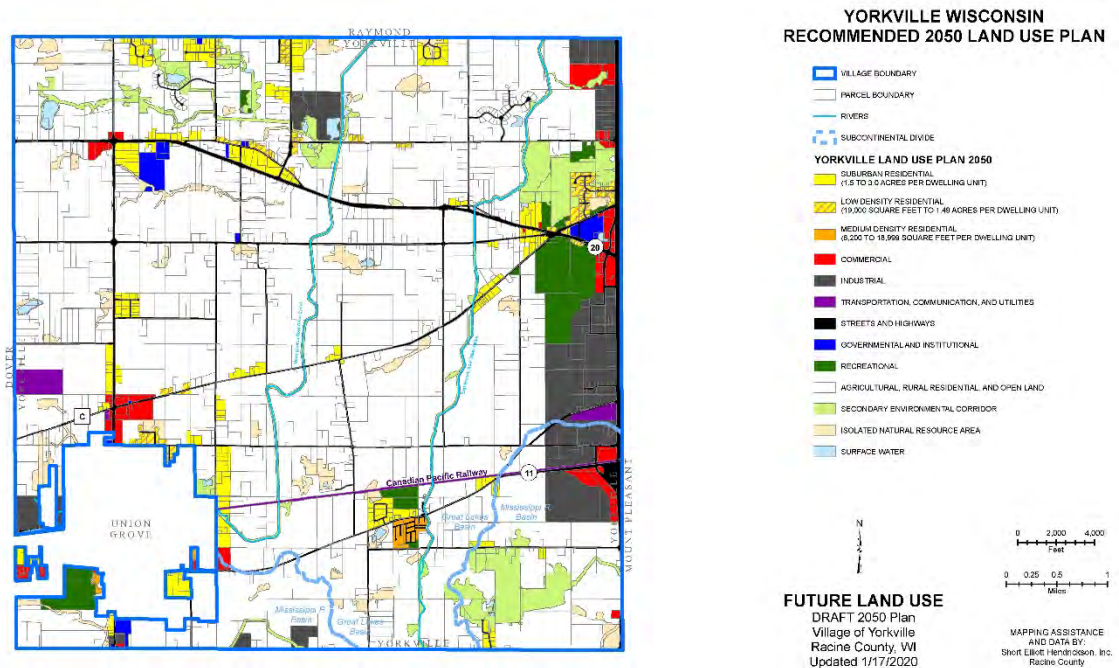 YORKVILLE WISCONSIN
RECOMMENDED 2050 LAND USE PLAN
VILLAGE BOUNDARY
PARCEL BOUNDARY
RIVERS
SUBCONTINENTAL DIVIDE
YORKVILLE LAND USE PLAN 2050
SUBURBAN RESIDENTIAL
(1.5 TO 3.0 ACRES PER DWELLING UNIT)
LOW DENSITY RESIDENTIAL
(19,000 SQUARE FEET TO 1.49 ACRES PER DWELLING UNIT)
MEDIUM DENSITY RESIDENTIAL
(6,200 TO 18,999 SQUARE FEET PER DWELLING UNIT)
COMMERCIAL
INDUSTRIAL
TRANSPORTATION, COMMUNICATION, AND UTILITIES
STREETS AND HIGHWAYS
GOVERNMENTAL AND INSTITUTIONAL
RECREATIONAL
AGRICULTURAL, RURAL RESIDENTIAL, AND OPEN LAND
SECONDARY ENVIRONMENTAL CORRIDOR
ISOLATED NATURAL RESOURCE AREA
SURFACE WATER
RAYMOND
YORKVILLE
20
DOVER
YORKVILLE
C
Canadian Pacific Railway
11
UNION
GROVE
Great Lakes
Basin
Mississippi R.
Basin
YORKVILLE
MOUNT PLEASANT
Mississippi R.
Basin
Great Lakes
Basin
YORKVILLE
N
0 2,000 4,000
Feet
0 0.25 0.5 1
Miles
FUTURE LAND USE
DRAFT 2050 Plan
Village of Yorkville
Racine County, WI
Updated 1/17/2020
MAPPING ASSISTANCE
AND DATA BY:
Short Elliott Hendrickson, Inc.
Racine County